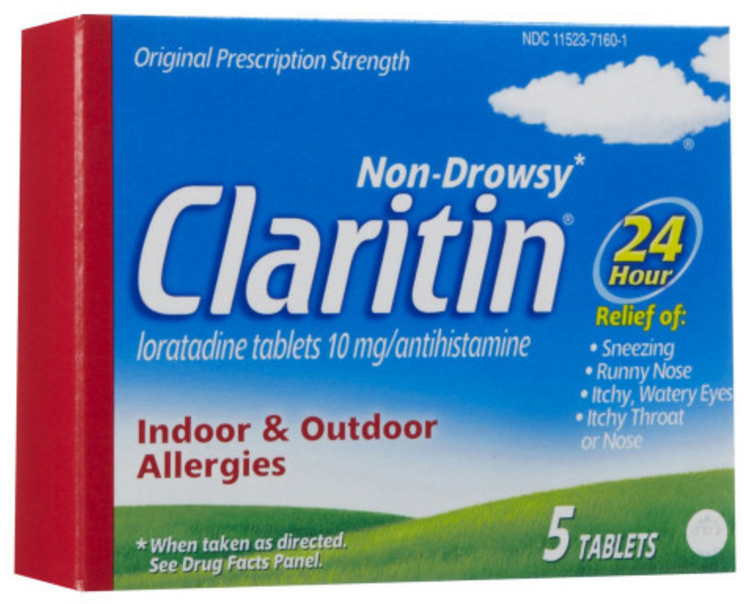 NDC 11523-7160-1
Original Prescription Strength
Non-Drowsy*
Claritin®
loratadine tablets 10 mg/antihistamine
24
Hour
Relief of:
• Sneezing
• Runny Nose
• Itchy, Watery Eyes
• Itchy Throat
or Nose
Indoor & Outdoor
Allergies
* When taken as directed.
See Drug Facts Panel.
5 TABLETS
®